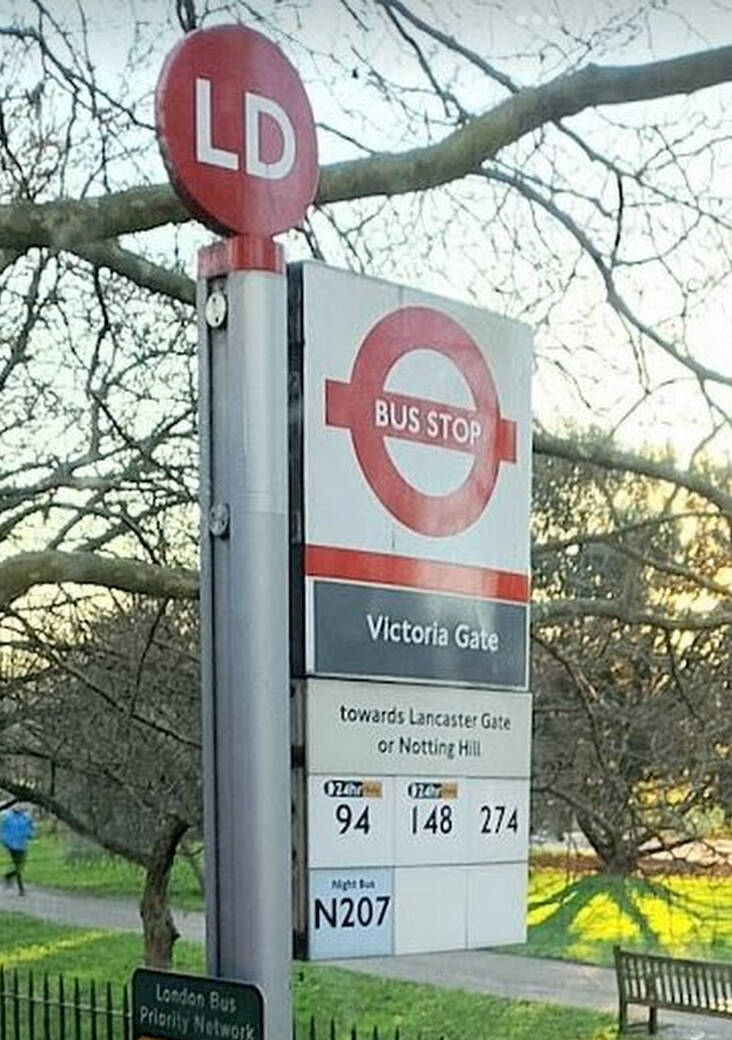 LD
BUS STOP
Victoria Gate
towards Lancaster Gate
or Notting Hill
24hr 24hr
94 148 274
Night Bus
N207
London Bus
Priority Network